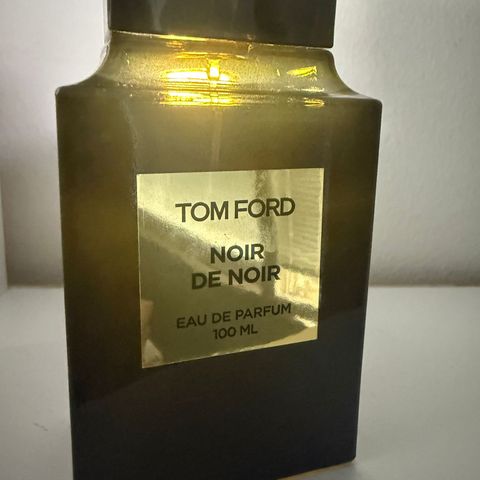 TOM FORD
NOIR
DE NOIR
EAU DE PARFUM
100 ML